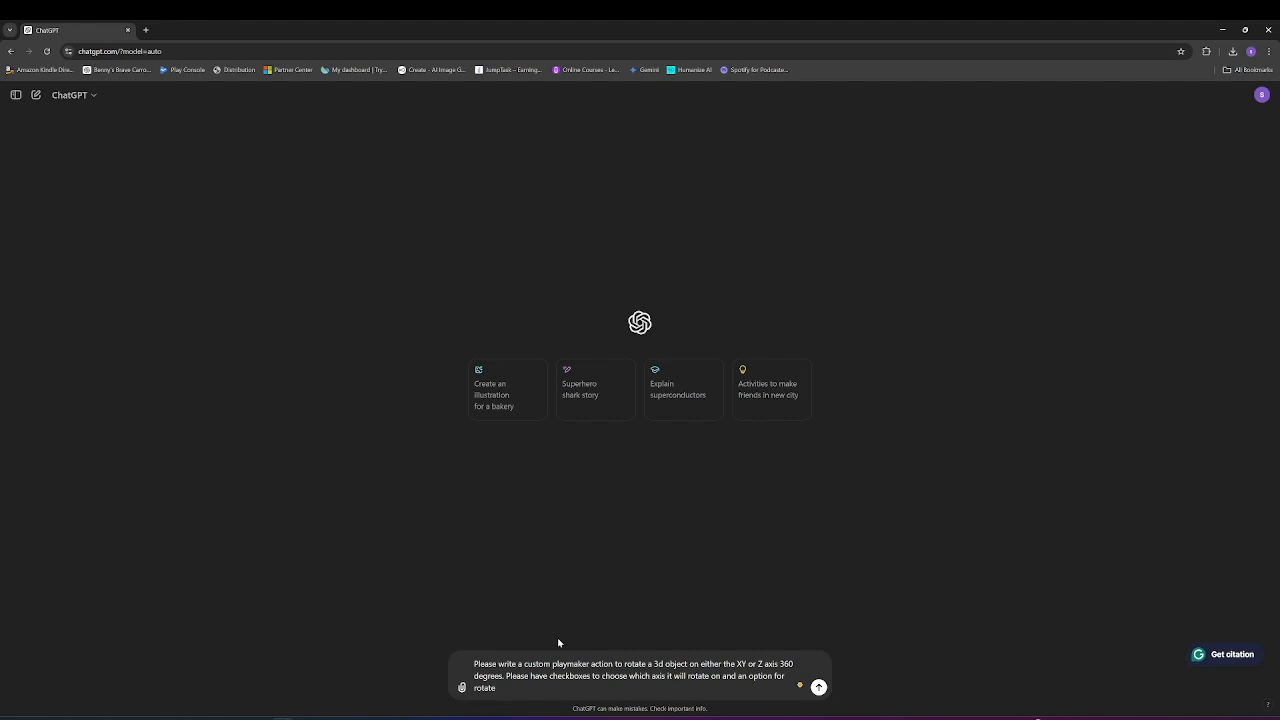 ChatGPT
chatgpt.com/?model=auto
Amazon Kindle Dire...
Benny's Brave Carro...
Play Console
Distribution
Partner Center
My dashboard | Try...
Create - AI Image G...
JumpTask – Earning...
Online Courses - Le...
Gemini
Humanize AI
Spotify for Podcaste...
All Bookmarks
ChatGPT
S
Create an
illustration
for a bakery
Superhero
shark story
Explain
superconductors
Activities to make
friends in new city
Get citation
Please write a custom playmaker action to rotate a 3d object on either the XY or Z axis 360
degrees. Please have checkboxes to choose which axis it will rotate on and an option for
rotate
ChatGPT can make mistakes. Check important info.
?